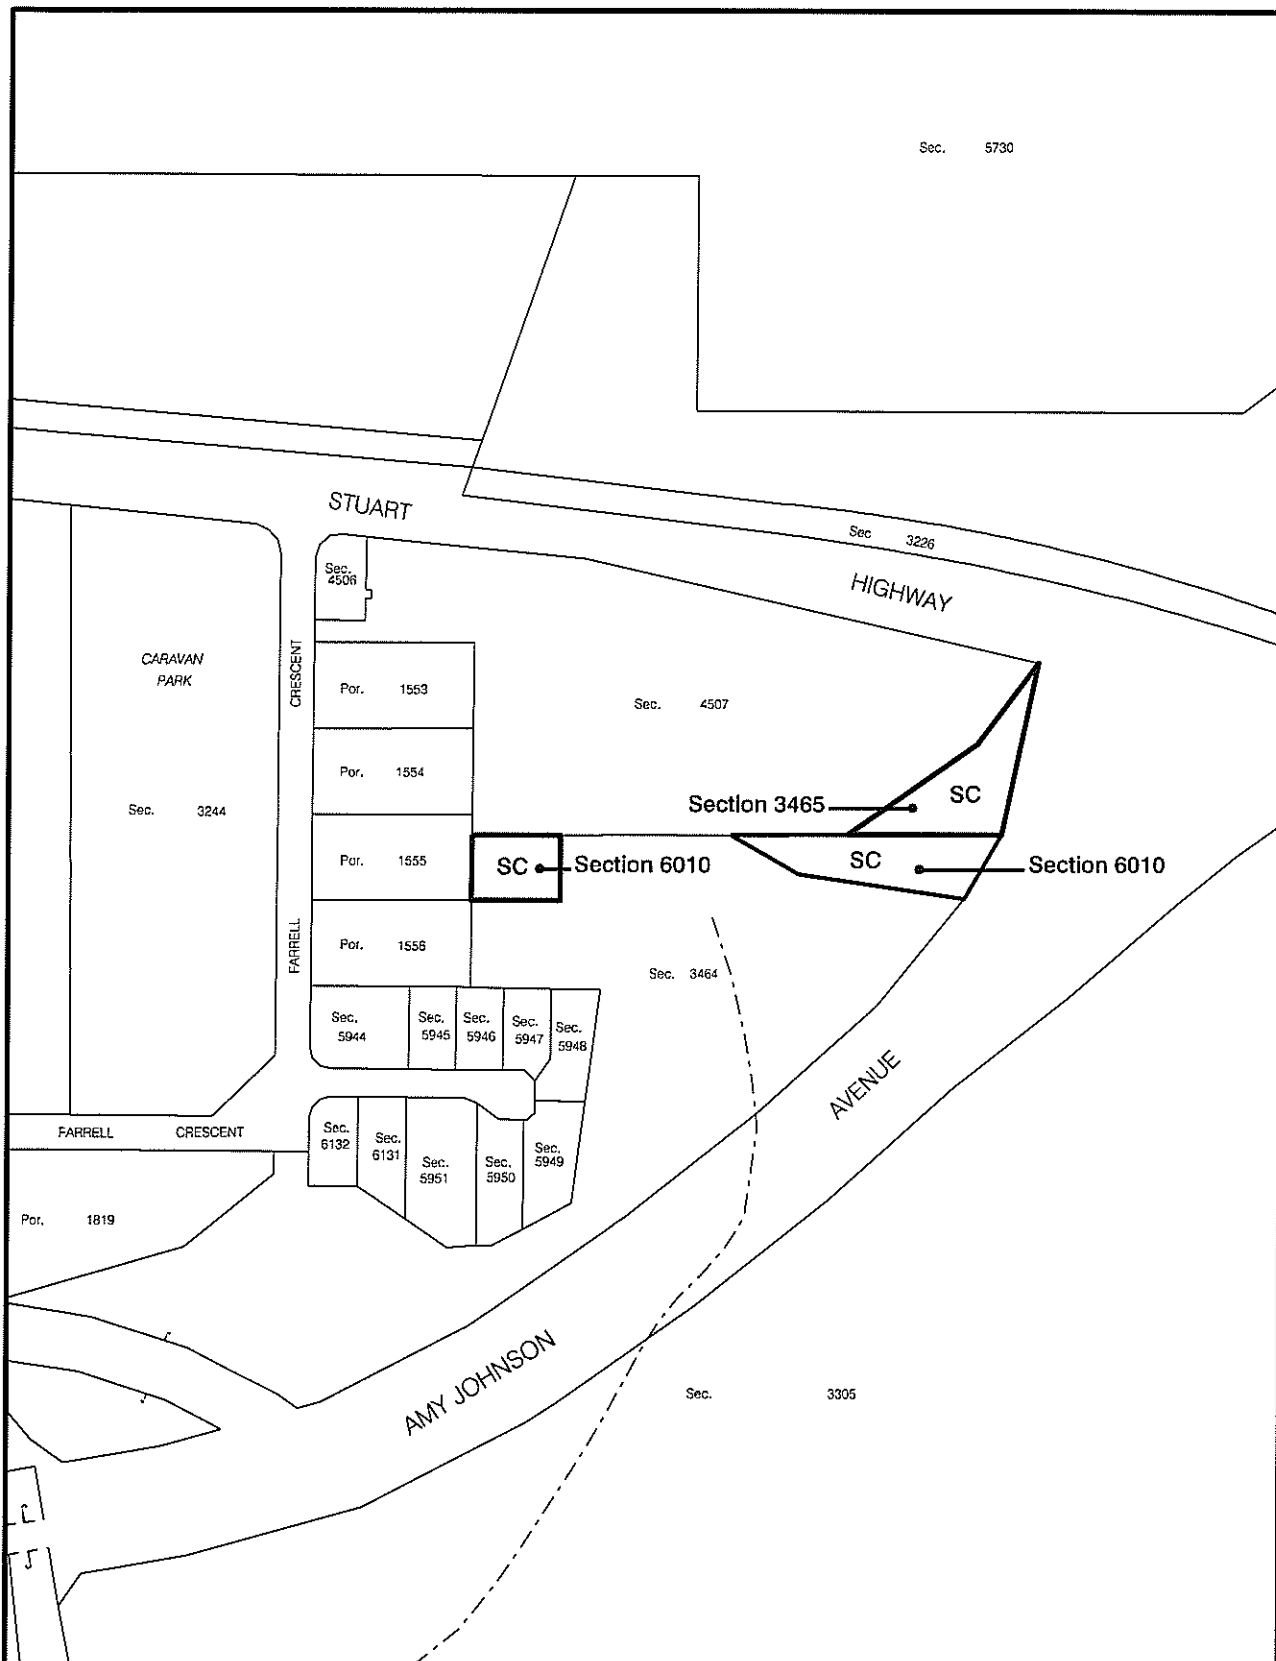 Sec. 5730
STUART
Sec 3226
HIGHWAY
Sec.
4506
CARAVAN
PARK
CRESCENT
Por. 1553
Sec. 4507
Por. 1554
Sec. 3244
Section 3465
SC
Por. 1555
SC
Section 6010
SC
Section 6010
FARRELL
Por. 1556
Sec. 3464
Sec.
5944
Sec.
5945
Sec.
5946
Sec.
5947
Sec.
5948
AVENUE
FARRELL CRESCENT
Sec.
6132
Sec.
6131
Sec.
5951
Sec.
5950
Sec.
5949
Por. 1819
AMY JOHNSON
Sec. 3305